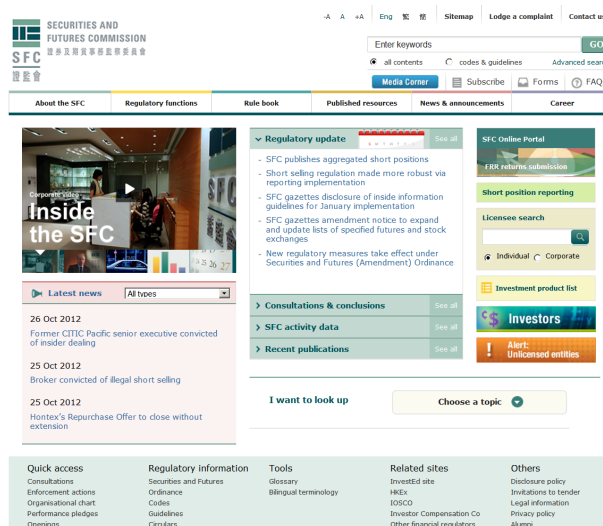 -A A +A Eng 繁 簡 Sitemap Lodge a complaint Contact us
SECURITIES AND
FUTURES COMMISSION
證券及期貨事務監察委員會
SFC
證監會
Enter keywords GO
all contents codes & guidelines Advanced sear
Media Corner Subscribe Forms FAQ
About the SFC Regulatory functions Rule book Published resources News & announcements Career
Corporate video
Inside
the SFC
Regulatory update See all
- SFC publishes aggregated short positions
- Short selling regulation made more robust via
reporting implementation
- SFC gazettes disclosure of inside information
guidelines for January implementation
- SFC gazettes amendment notice to expand
and update lists of specified futures and stock
exchanges
- New regulatory measures take effect under
Securities and Futures (Amendment) Ordinance
Consultations & conclusions See all
SFC activity data See all
Recent publications See all
SFC Online Portal
FRR returns submission
Short position reporting
Licensee search
Individual Corporate
Investment product list
Investors
Alert:
Unlicensed entities
Latest news All types
26 Oct 2012
Former CITIC Pacific senior executive convicted
of insider dealing
25 Oct 2012
Broker convicted of illegal short selling
25 Oct 2012
Hontex's Repurchase Offer to close without
extension
I want to look up Choose a topic
Quick access
Consultations
Enforcement actions
Organisational chart
Performance pledges
Openings
Regulatory information
Securities and Futures
Ordinance
Codes
Guidelines
Circulars
Tools
Glossary
Bilingual terminology
Related sites
InvestEd site
HKEx
IOSCO
Investor Compensation Co
Other financial regulators
Others
Disclosure policy
Invitations to tender
Legal information
Privacy policy
Alumni